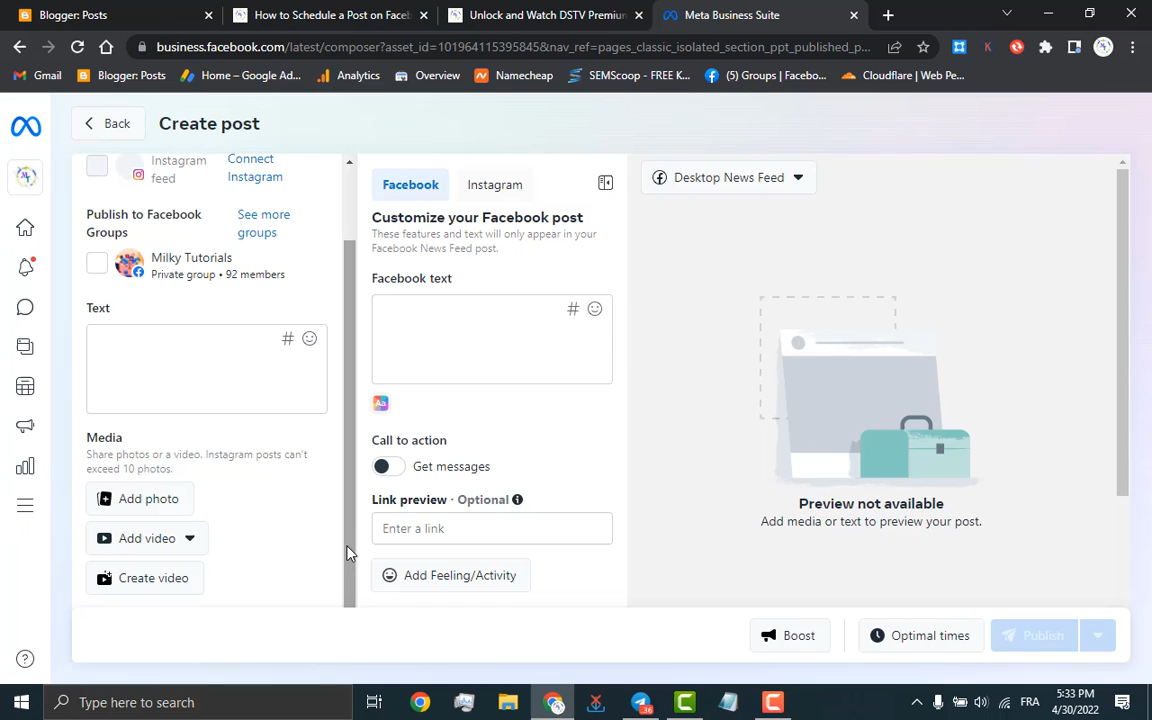 Blogger: Posts
How to Schedule a Post on Faceb
Unlock and Watch DSTV Premium
Meta Business Suite
business.facebook.com/latest/composer?asset_id=101964115395845&nav_ref=pages_classic_isolated_section_ppt_published_p...
Gmail
Blogger: Posts
Home – Google Ad...
Analytics
Overview
Namecheap
SEMScoop - FREE K...
(5) Groups | Facebo...
Cloudflare | Web Pe...
Back
Create post
Instagram feed
Connect Instagram
Publish to Facebook Groups
See more groups
Milky Tutorials
Private group • 92 members
Text
#
Media
Share photos or a video. Instagram posts can't
exceed 10 photos.
Add photo
Add video
Create video
Facebook
Instagram
Customize your Facebook post
These features and text will only appear in your
Facebook News Feed post.
Facebook text
#
Aa
Call to action
Get messages
Link preview · Optional
Enter a link
Add Feeling/Activity
Desktop News Feed
Preview not available
Add media or text to preview your post.
Boost
Optimal times
Publish
Type here to search
36
FRA
5:33 PM
4/30/2022